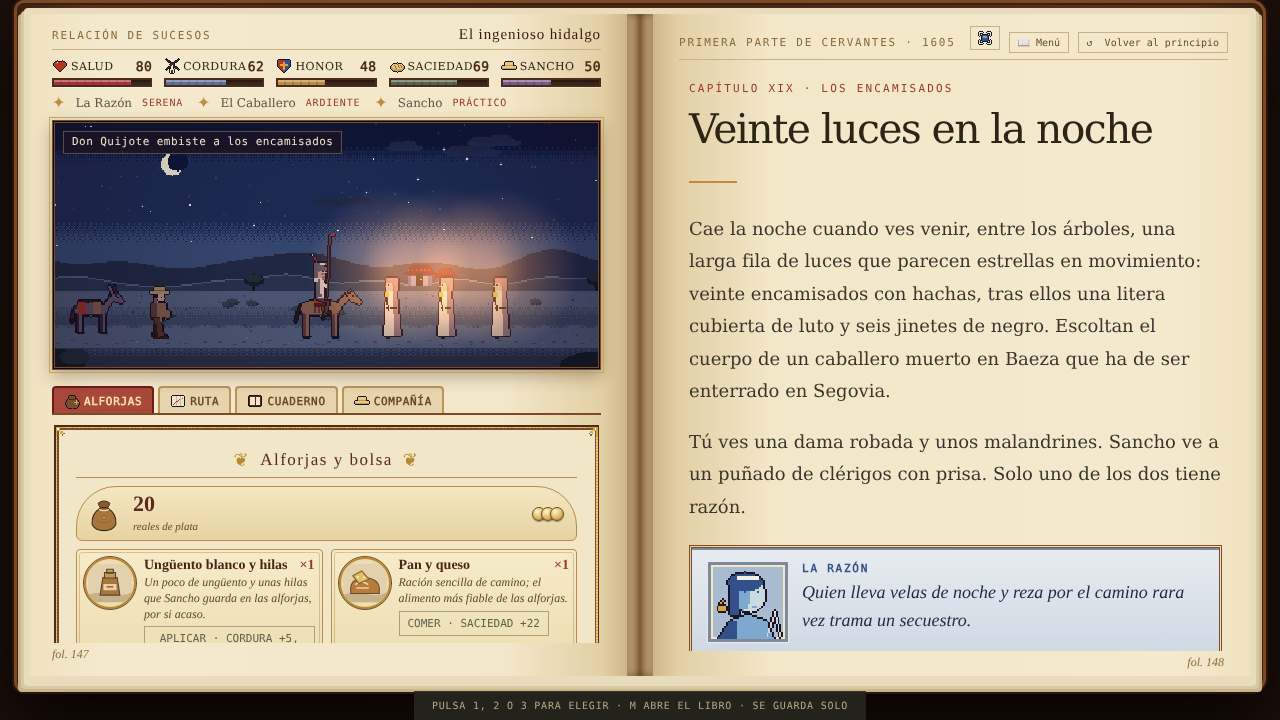 RELACIÓN DE SUCESOS
El ingenioso hidalgo
SALUD 80
CORDURA 62
HONOR 48
SACIEDAD 69
SANCHO 50
La Razón SERENA
El Caballero ARDIENTE
Sancho PRÁCTICO
Don Quijote embiste a los encamisados
ALFORJAS
RUTA
CUADERNO
COMPAÑÍA
Alforjas y bolsa
20
reales de plata
Ungüento blanco y hilas ×1
Un poco de ungüento y unas hilas
que Sancho guarda en las alforjas,
por si acaso.
APLICAR · CORDURA +5,
Pan y queso ×1
Ración sencilla de camino; el
alimento más fiable de las alforjas.
COMER · SACIEDAD +22
fol. 147
PRIMERA PARTE DE CERVANTES · 1605
Menú
Volver al principio
CAPÍTULO XIX · LOS ENCAMISADOS
Veinte luces en la noche
Cae la noche cuando ves venir, entre los árboles, una
larga fila de luces que parecen estrellas en movimiento:
veinte encamisados con hachas, tras ellos una litera
cubierta de luto y seis jinetes de negro. Escoltan el
cuerpo de un caballero muerto en Baeza que ha de ser
enterrado en Segovia.
Tú ves una dama robada y unos malandrines. Sancho ve a
un puñado de clérigos con prisa. Solo uno de los dos tiene
razón.
LA RAZÓN
Quien lleva velas de noche y reza por el camino rara
vez trama un secuestro.
fol. 148
PULSA 1, 2 O 3 PARA ELEGIR · M ABRE EL LIBRO · SE GUARDA SOLO